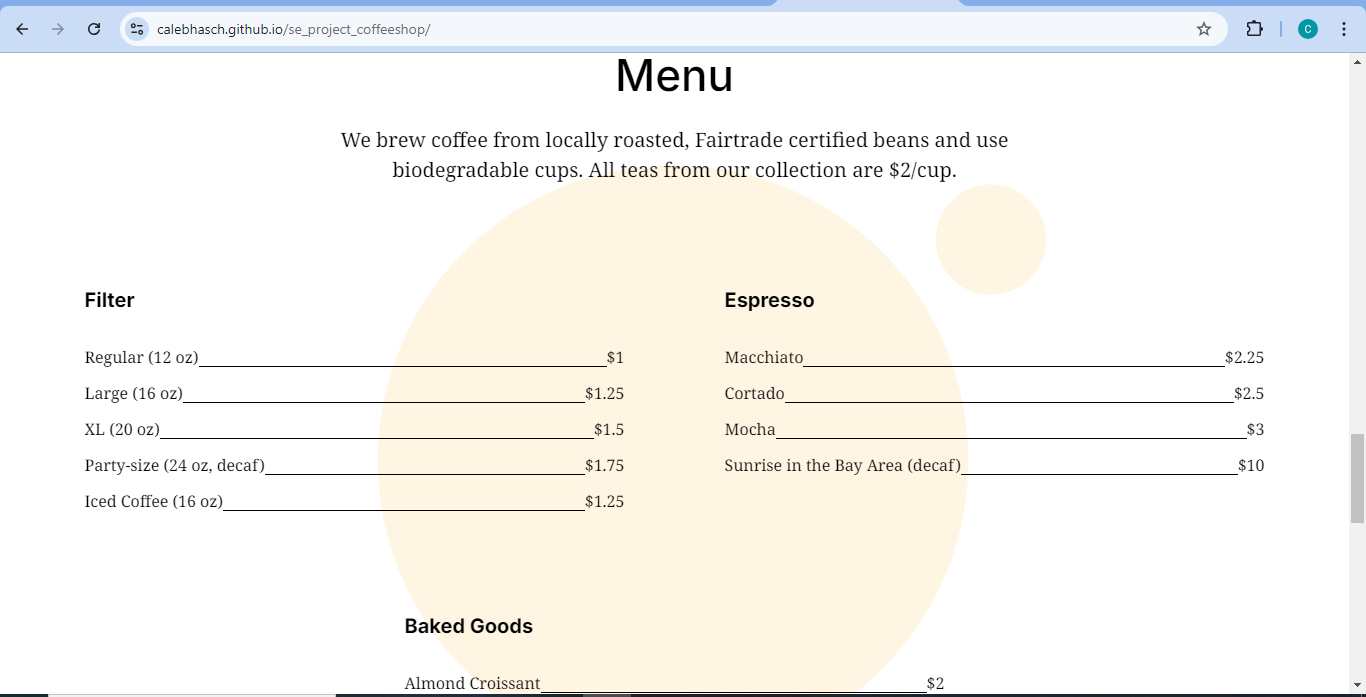 calebhasch.github.io/se_project_coffeeshop/
C
Menu
We brew coffee from locally roasted, Fairtrade certified beans and use
biodegradable cups. All teas from our collection are $2/cup.
Filter
Regular (12 oz) $1
Large (16 oz) $1.25
XL (20 oz) $1.5
Party-size (24 oz, decaf) $1.75
Iced Coffee (16 oz) $1.25
Espresso
Macchiato $2.25
Cortado $2.5
Mocha $3
Sunrise in the Bay Area (decaf) $10
Baked Goods
Almond Croissant $2